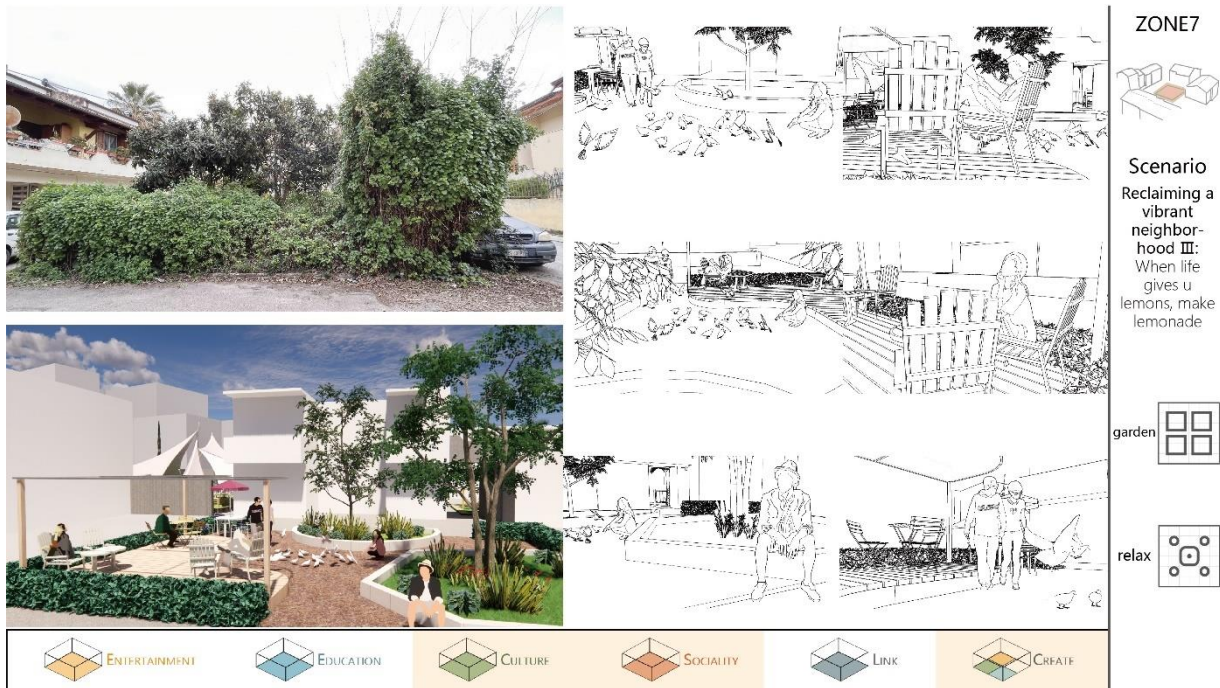 ZONE7
Scenario
Reclaiming a
vibrant
neighbor-
hood III:
When life
gives u
lemons, make
lemonade
garden
relax
ENTERTAINMENT
EDUCATION
CULTURE
SOCIALITY
LINK
CREATE